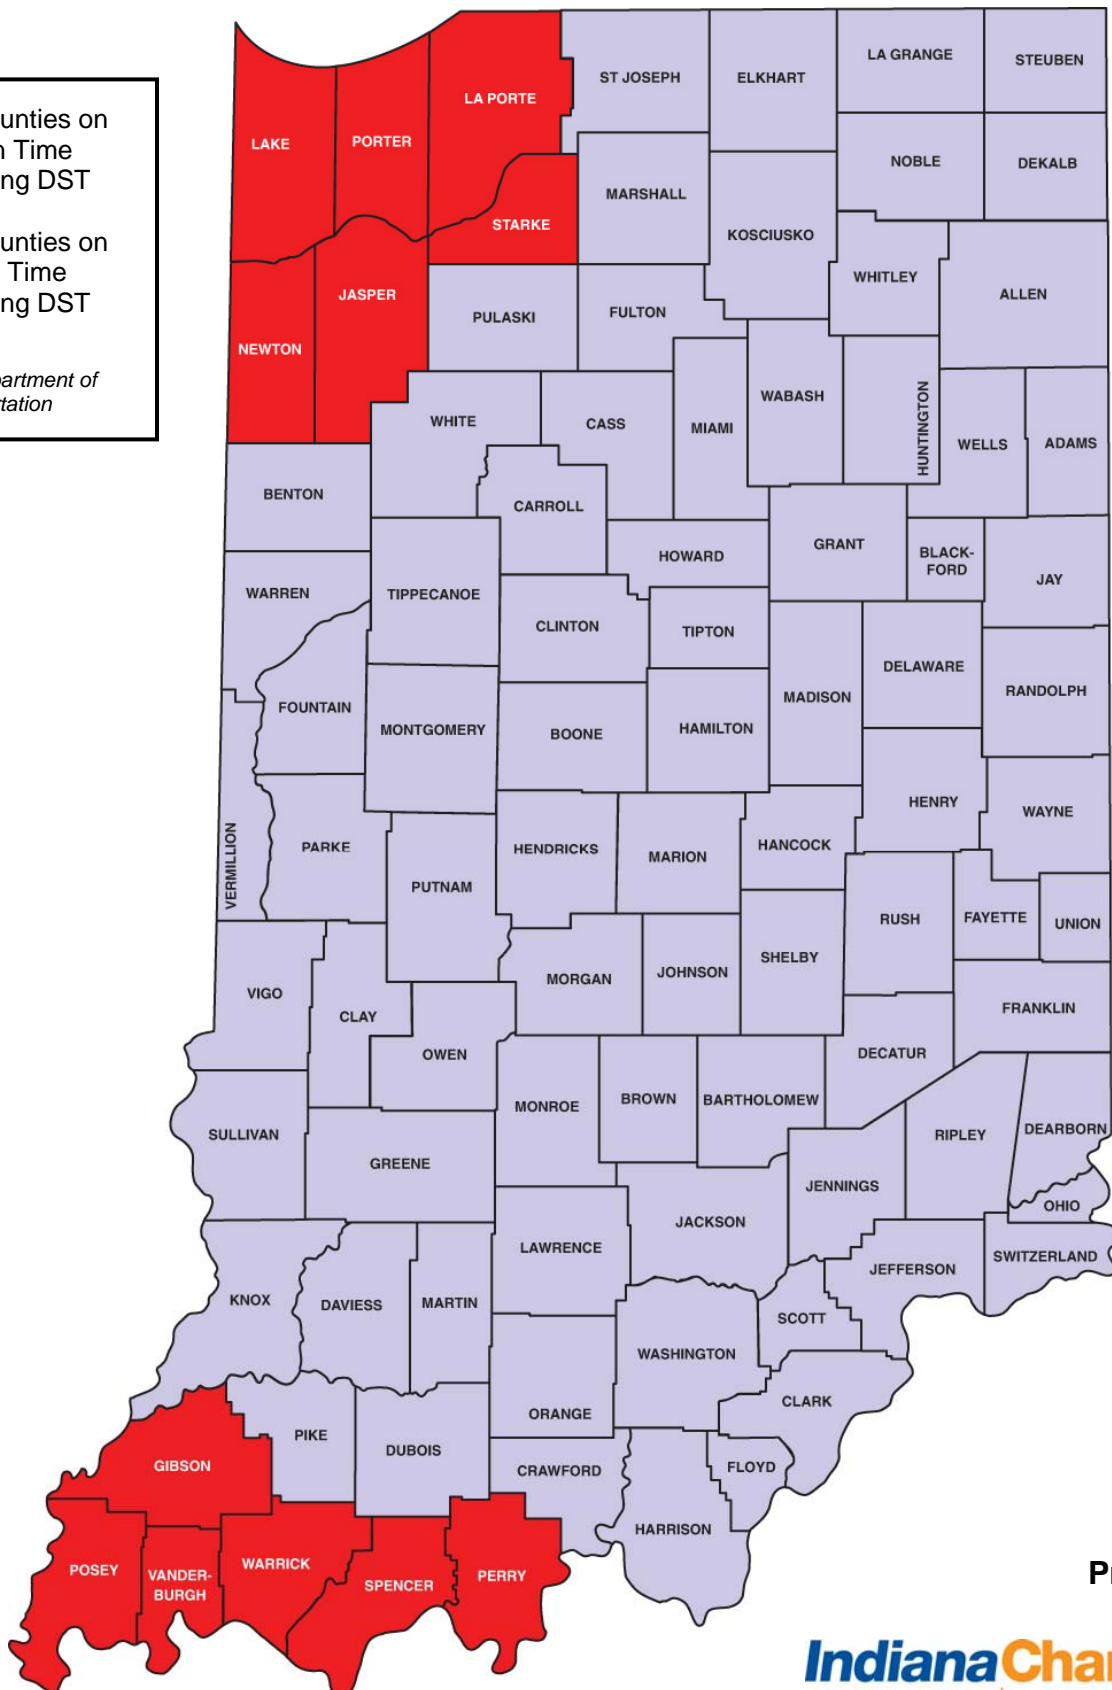 unties on
n Time
ng DST
unties on
Time
ng DST
artment of
tation
LAKE
PORTER
LA PORTE
ST JOSEPH
ELKHART
LA GRANGE
STEUBEN
NOBLE
DEKALB
MARSHALL
STARKE
KOSCIUSKO
WHITLEY
ALLEN
JASPER
NEWTON
PULASKI
FULTON
WHITE
CASS
MIAMI
WABASH
HUNTINGTON
WELLS
ADAMS
BENTON
CARROLL
GRANT
BLACK-
FORD
JAY
HOWARD
WARREN
TIPPECANOE
CLINTON
TIPTON
DELAWARE
RANDOLPH
MADISON
FOUNTAIN
MONTGOMERY
BOONE
HAMILTON
HENRY
WAYNE
VERMILLION
PARKE
PUTNAM
HENDRICKS
MARION
HANCOCK
RUSH
FAYETTE
UNION
SHELBY
VIGO
CLAY
MORGAN
JOHNSON
FRANKLIN
OWEN
DECATUR
MONROE
BROWN
BARTHOLOMEW
SULLIVAN
GREENE
RIPLEY
DEARBORN
JENNINGS
OHIO
JACKSON
LAWRENCE
SWITZERLAND
JEFFERSON
KNOX
DAVIESS
MARTIN
SCOTT
WASHINGTON
CLARK
ORANGE
PIKE
DUBOIS
GIBSON
CRAWFORD
FLOYD
HARRISON
POSEY
VANDER-
BURGH
WARRICK
SPENCER
PERRY
Pr
IndianaCha